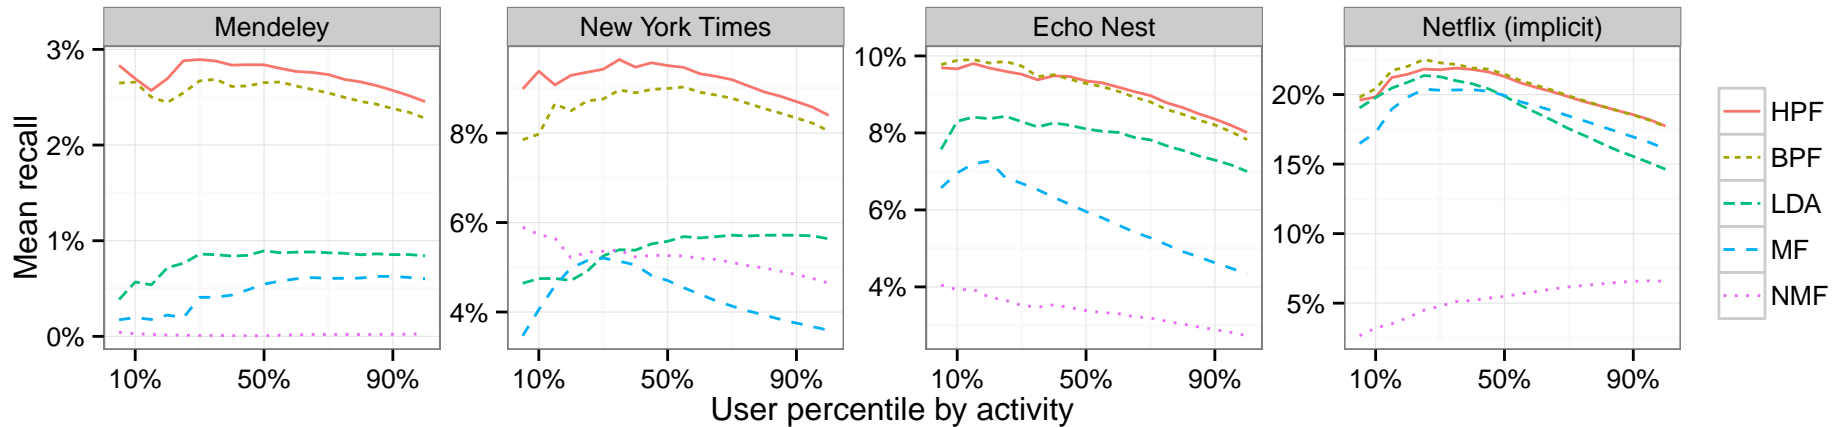 Mendeley
New York Times
Echo Nest
Netflix (implicit)
Mean recall
3%
2%
1%
0%
10%
50%
90%
8%
6%
4%
10%
50%
90%
10%
8%
6%
4%
10%
50%
90%
20%
15%
10%
5%
10%
50%
90%
User percentile by activity
HPF
BPF
LDA
MF
NMF